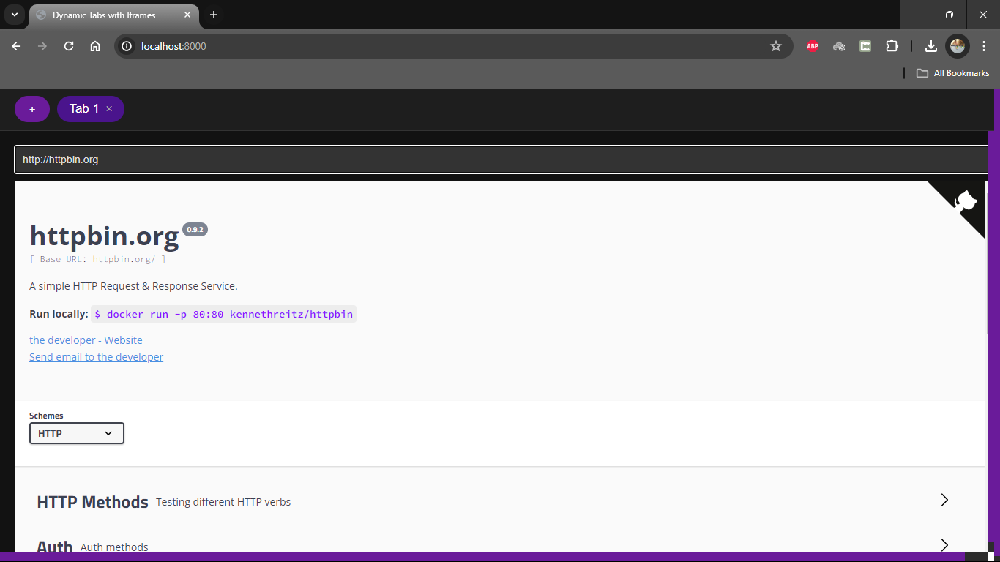 Dynamic Tabs with Iframes
localhost:8000
ABP
All Bookmarks
+
Tab 1 ×
http://httpbin.org
httpbin.org 0.9.2
[ Base URL: httpbin.org/ ]
A simple HTTP Request & Response Service.
Run locally: $ docker run -p 80:80 kennethreitz/httpbin
the developer - Website
Send email to the developer
Schemes
HTTP
HTTP Methods Testing different HTTP verbs
Auth Auth methods